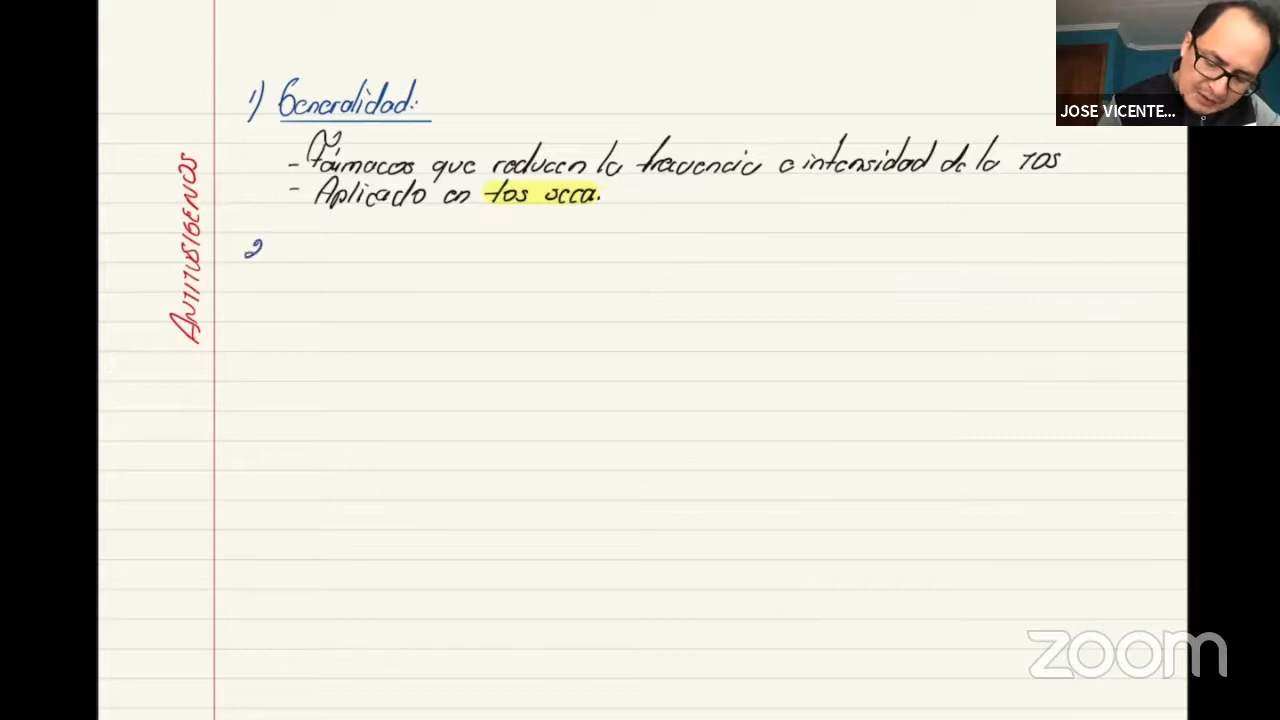 1) Generalidad:
- Fármacos que reducen la frecuencia e intensidad de la TOS
- Aplicado en tos seca.
2
ANTITUSIGENOS
JOSE VICENTE...
zoom